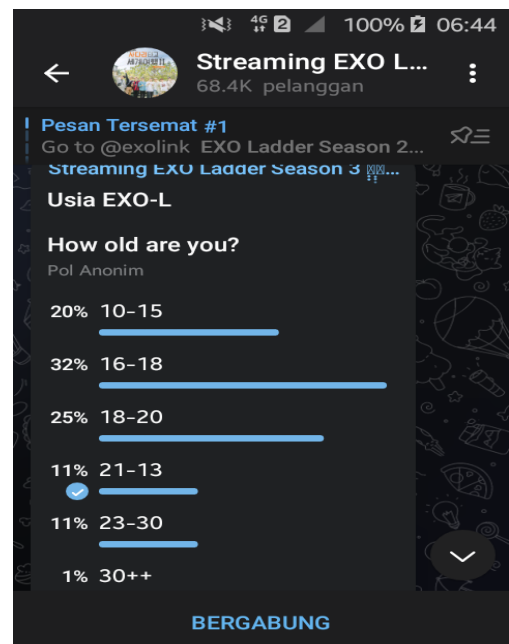 4G 2 100% 06:44
Streaming EXO L...
68.4K pelanggan
Pesan Tersemat #1
Go to @exolink EXO Ladder Season 2...
Streaming EXO Ladder Season 3 ...
Usia EXO-L
How old are you?
Pol Anonim
20% 10-15
32% 16-18
25% 18-20
11% 21-13
11% 23-30
1% 30++
BERGABUNG